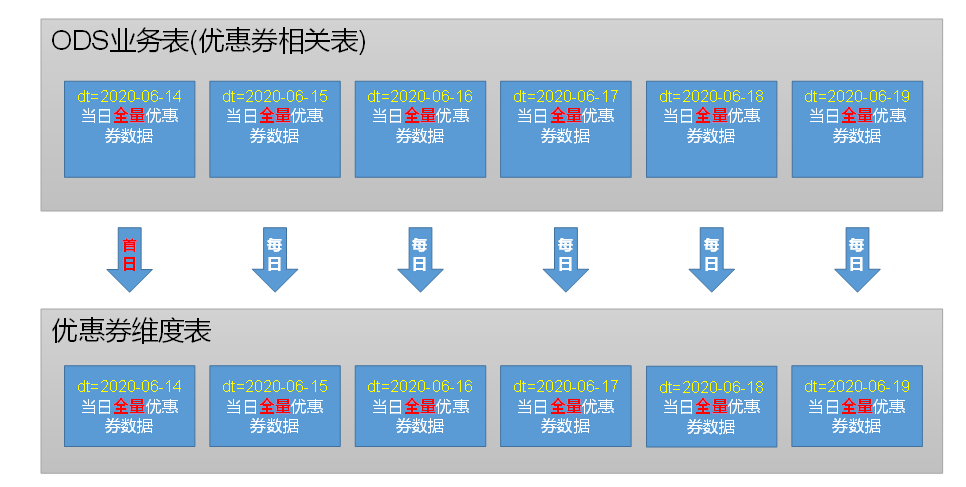 ODS业务表(优惠券相关表)
dt=2020-06-14
当日全量优惠
券数据
dt=2020-06-15
当日全量优惠
券数据
dt=2020-06-16
当日全量优惠
券数据
dt=2020-06-17
当日全量优惠
券数据
dt=2020-06-18
当日全量优惠
券数据
dt=2020-06-19
当日全量优惠
券数据
首
日
每
日
每
日
每
日
每
日
每
日
优惠券维度表
dt=2020-06-14
当日全量优惠
券数据
dt=2020-06-15
当日全量优惠
券数据
dt=2020-06-16
当日全量优惠
券数据
dt=2020-06-17
当日全量优惠
券数据
dt=2020-06-18
当日全量优惠
券数据
dt=2020-06-19
当日全量优惠
券数据